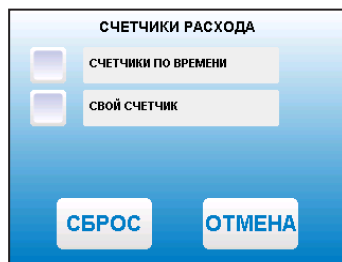 СЧЕТЧИКИ РАСХОДА
СЧЕТЧИКИ ПО ВРЕМЕНИ
СВОЙ СЧЕТЧИК
СБРОС ОТМЕНА